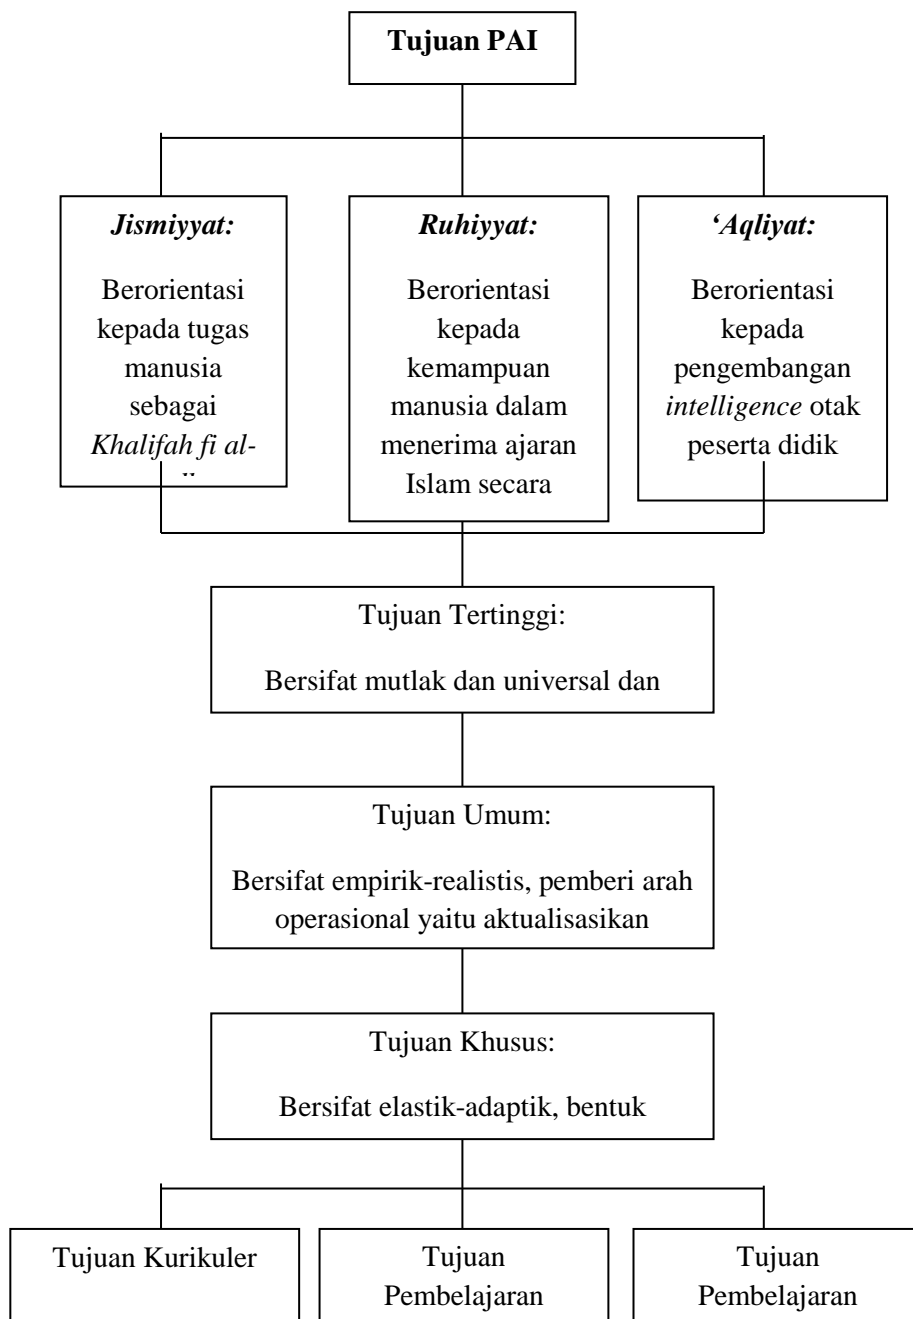 Tujuan PAI
Jismiyyat:
Berorientasi
kepada tugas
manusia
sebagai
Khalifah fi al-
Ruhiyyat:
Berorientasi
kepada
kemampuan
manusia dalam
menerima ajaran
Islam secara
‘Aqliyat:
Berorientasi
kepada
pengembangan
intelligence otak
peserta didik
Tujuan Tertinggi:
Bersifat mutlak dan universal dan
Tujuan Umum:
Bersifat empirik-realistis, pemberi arah
operasional yaitu aktualisasikan
Tujuan Khusus:
Bersifat elastik-adaptik, bentuk
Tujuan Kurikuler
Tujuan
Pembelajaran
Tujuan
Pembelajaran